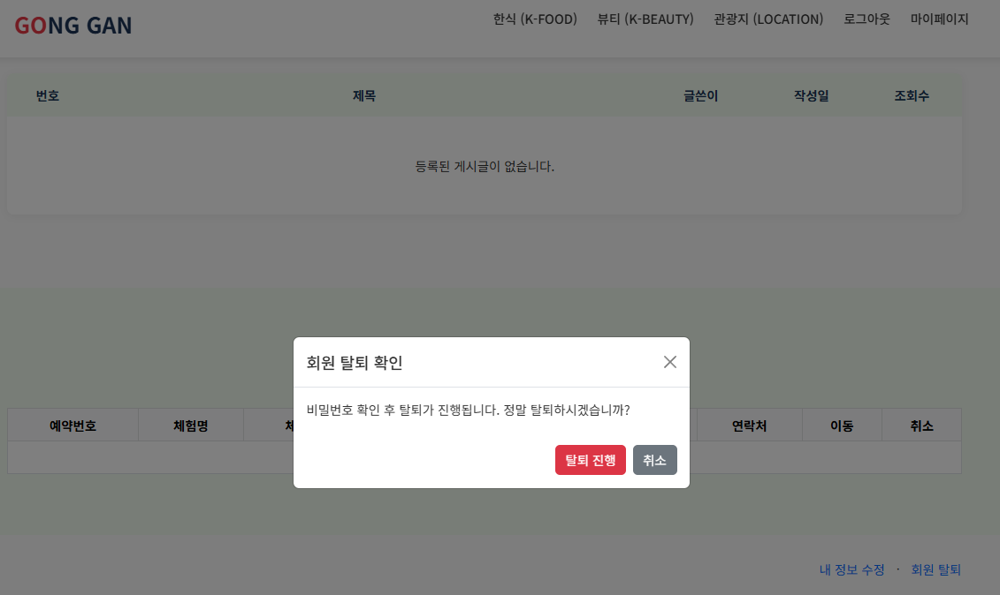 GONG GAN
한식 (K-FOOD) 뷰티 (K-BEAUTY) 관광지 (LOCATION) 로그아웃 마이페이지
번호 제목 글쓴이 작성일 조회수
등록된 게시글이 없습니다.
회원 탈퇴 확인
비밀번호 확인 후 탈퇴가 진행됩니다. 정말 탈퇴하시겠습니까?
탈퇴 진행 취소
예약번호 체험명 연락처 이동 취소
내 정보 수정 · 회원 탈퇴